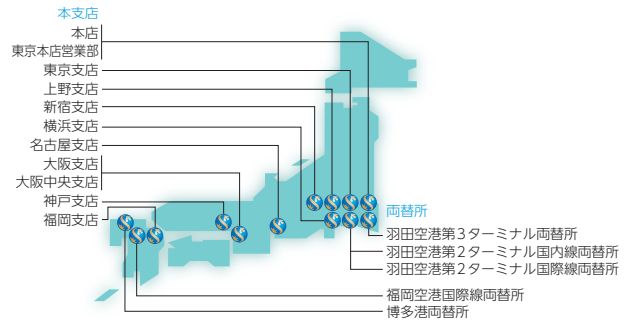 本支店
本店
東京本店営業部
東京支店
上野支店
新宿支店
横浜支店
名古屋支店
大阪支店
大阪中央支店
神戸支店
福岡支店
両替所
羽田空港第3ターミナル両替所
羽田空港第2ターミナル国内線両替所
羽田空港第2ターミナル国際線両替所
福岡空港国際線両替所
博多港両替所